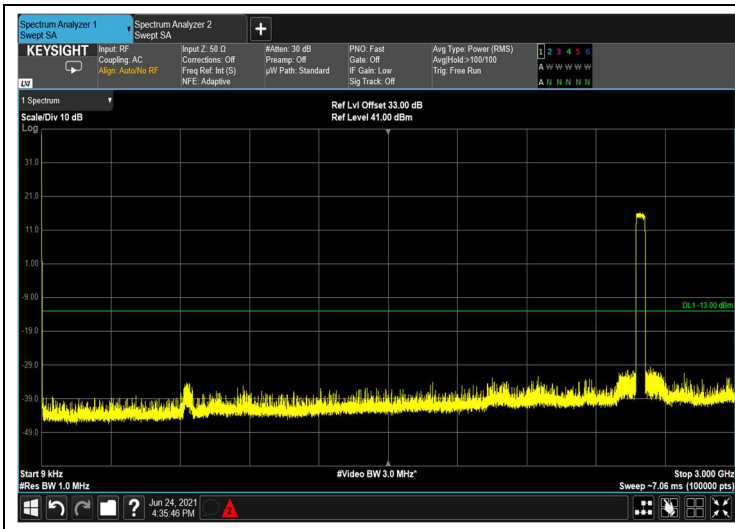 Spectrum Analyzer 1
Swept SA
Spectrum Analyzer 2
Swept SA
+
KEYSIGHT
LXI
Input: RF
Coupling: AC
Align: Auto/No RF
Input Z: 50 Ω
Corrections: Off
Freq Ref: Int (S)
NFE: Adaptive
#Atten: 30 dB
Preamp: Off
µW Path: Standard
PNO: Fast
Gate: Off
IF Gain: Low
Sig Track: Off
Avg Type: Power (RMS)
Avg|Hold:>100/100
Trig: Free Run
1 2 3 4 5 6
A W W W W W
A N N N N N
1 Spectrum
Scale/Div 10 dB
Log
Ref Lvl Offset 33.00 dB
Ref Level 41.00 dBm
31.0
21.0
11.0
1.00
-9.00
DL1 -13.00 dBm
-19.0
-29.0
-39.0
-49.0
Start 9 kHz
#Res BW 1.0 MHz
#Video BW 3.0 MHz*
Stop 3.000 GHz
Sweep ~7.06 ms (100000 pts)
?
Jun 24, 2021
4:35:46 PM
2